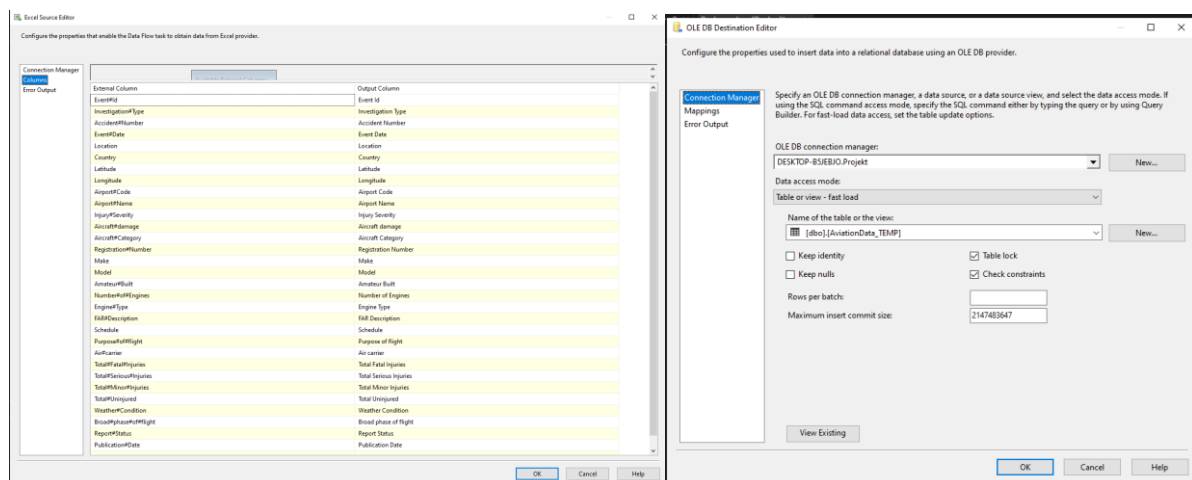 Excel Source Editor
Configure the properties that enable the Data Flow task to obtain data from Excel provider.
Connection Manager
Columns
Error Output
External Column Output Column
Event#Id Event Id
Investigation#Type Investigation Type
Accident#Number Accident Number
Event#Date Event Date
Location Location
Country Country
Latitude Latitude
Longitude Longitude
Airport#Code Airport Code
Airport#Name Airport Name
Injury#Severity Injury Severity
Aircraft#damage Aircraft damage
Aircraft#Category Aircraft Category
Registration#Number Registration Number
Make Make
Model Model
Amateur#Built Amateur Built
Number#of#Engines Number of Engines
Engine#Type Engine Type
FAR#Description FAR Description
Schedule Schedule
Purpose#of#flight Purpose of flight
Air#carrier Air carrier
Total#Fatal#Injuries Total Fatal Injuries
Total#Serious#Injuries Total Serious Injuries
Total#Minor#Injuries Total Minor Injuries
Total#Uninjured Total Uninjured
Weather#Condition Weather Condition
Broad#phase#of#flight Broad phase of flight
Report#Status Report Status
Publication#Date Publication Date
OK Cancel Help
OLE DB Destination Editor
Configure the properties used to insert data into a relational database using an OLE DB provider.
Connection Manager
Mappings
Error Output
Specify an OLE DB connection manager, a data source, or a data source view, and select the data access mode. If
using the SQL command access mode, specify the SQL command either by typing the query or by using Query
Builder. For fast-load data access, set the table update options.
OLE DB connection manager:
DESKTOP-B5JEBJO.Projekt New...
Data access mode:
Table or view - fast load
Name of the table or the view:
[dbo].[AviationData_TEMP] New...
Keep identity Table lock
Keep nulls Check constraints
Rows per batch:
Maximum insert commit size: 2147483647
View Existing
OK Cancel Help